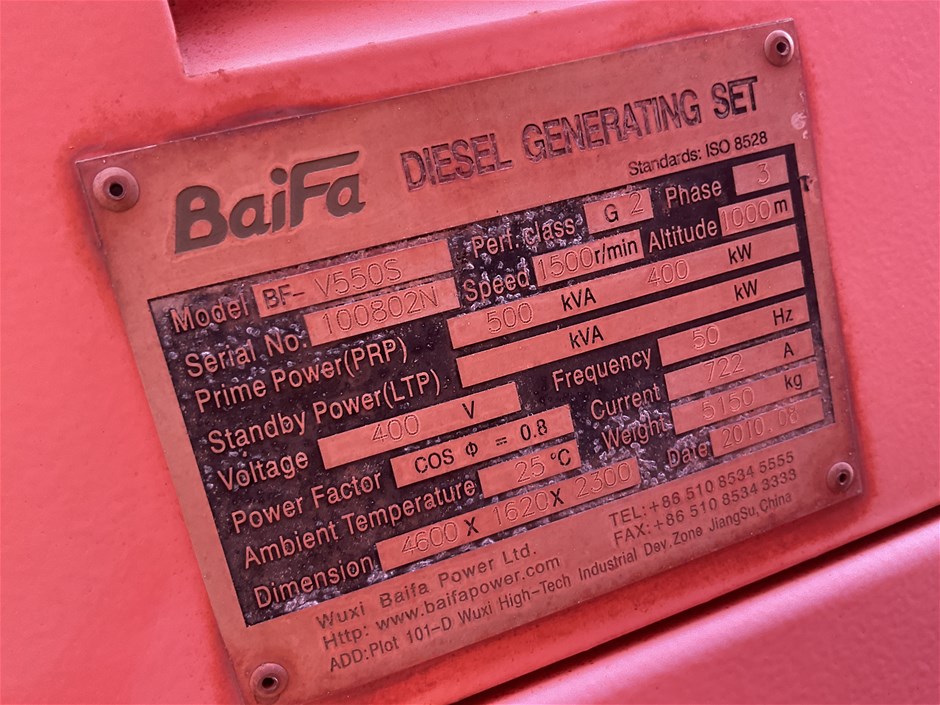 BaiFa DIESEL GENERATING SET
Standards: ISO 8528
Model BF- V550S Perf. class G 2 Phase 3
Serial No. 100802N Speed 1500r/min Altitude 1000m
Prime Power(PRP) 500 kVA 400 kW
Standby Power(LTP) kVA kW
Voltage 400 V Frequency 50 Hz
Power Factor COS φ = 0.8 Current 722 A
Ambient Temperature 25 °C Weight 5150 kg
Dimension 4600 X 1620 X 2300 Date 2010.08
Wuxi Baifa Power Ltd. TEL:+86 510 8534 5555
Http: www.baifapower.com FAX:+86 510 8534 3333
ADD:Plot 101-D Wuxi High-Tech Industrial Dev.Zone JiangSu,China